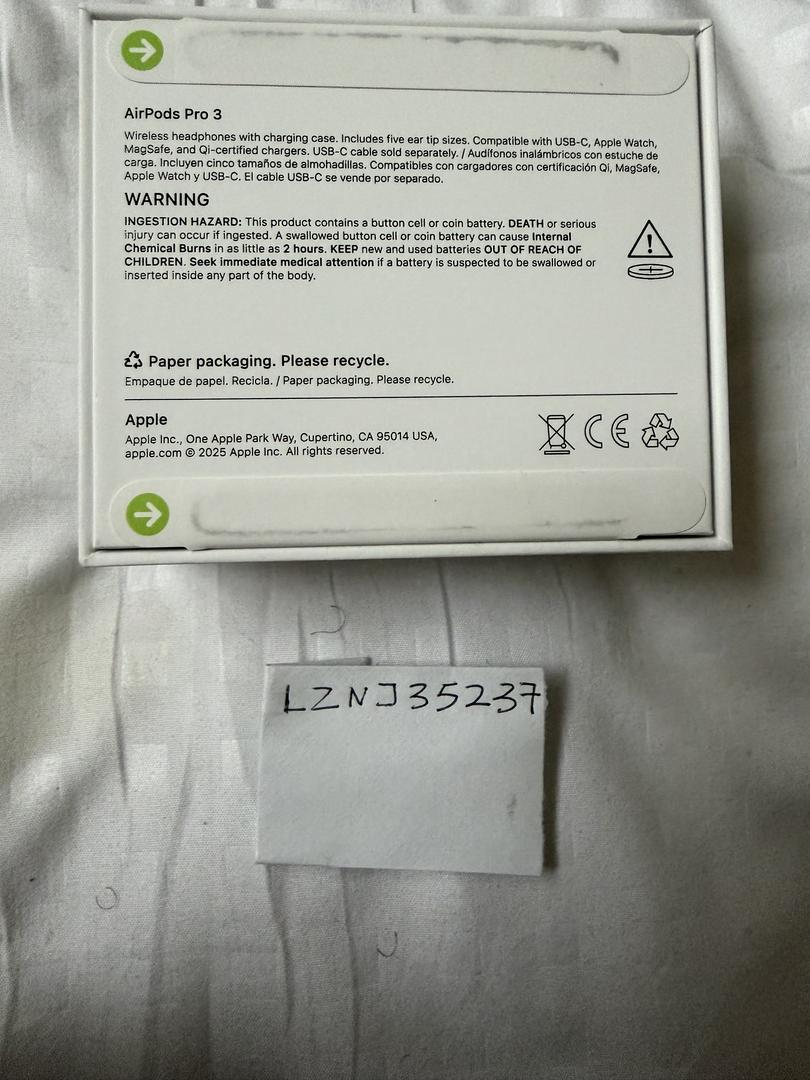 AirPods Pro 3
Wireless headphones with charging case. Includes five ear tip sizes. Compatible with USB-C, Apple Watch,
MagSafe, and Qi-certified chargers. USB-C cable sold separately. / Audífonos inalámbricos con estuche de
carga. Incluyen cinco tamaños de almohadillas. Compatibles con cargadores con certificación Qi, MagSafe,
Apple Watch y USB-C. El cable USB-C se vende por separado.
WARNING
INGESTION HAZARD: This product contains a button cell or coin battery. DEATH or serious
injury can occur if ingested. A swallowed button cell or coin battery can cause Internal
Chemical Burns in as little as 2 hours. KEEP new and used batteries OUT OF REACH OF
CHILDREN. Seek immediate medical attention if a battery is suspected to be swallowed or
inserted inside any part of the body.
Paper packaging. Please recycle.
Empaque de papel. Recicla. / Paper packaging. Please recycle.
Apple
Apple Inc., One Apple Park Way, Cupertino, CA 95014 USA,
apple.com © 2025 Apple Inc. All rights reserved.
CE
LZNJ35237